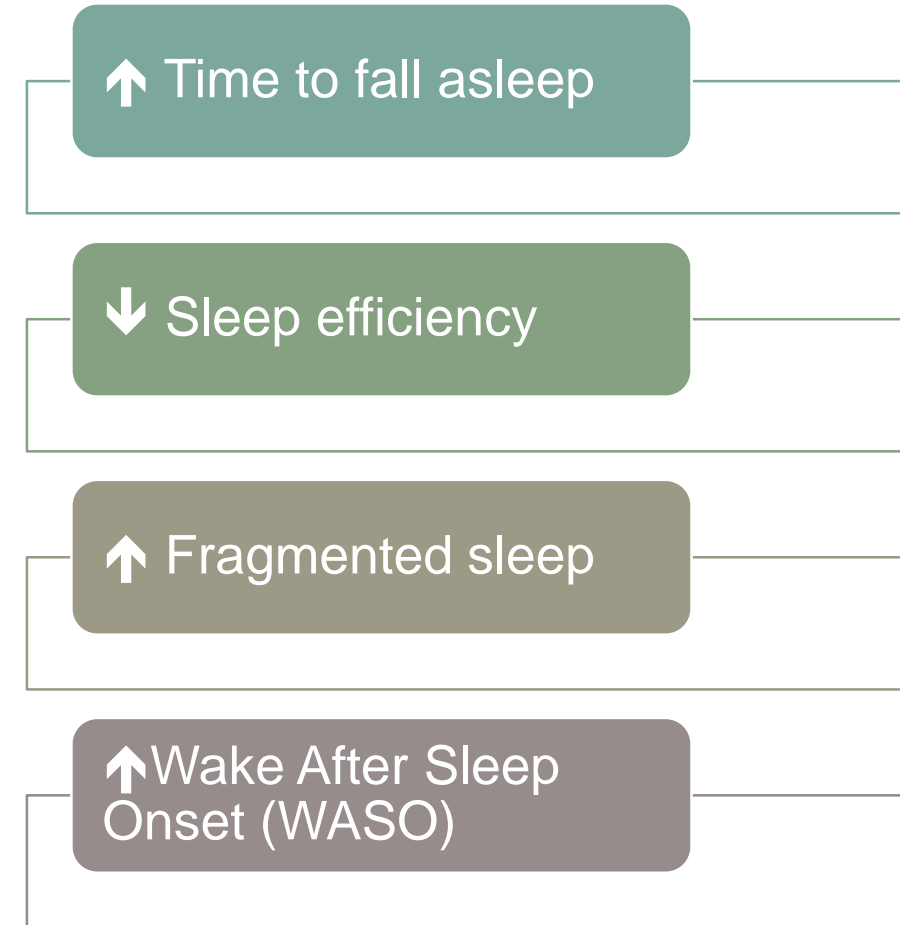 ↑ Time to fall asleep
↓ Sleep efficiency
↑ Fragmented sleep
↑Wake After Sleep
Onset (WASO)